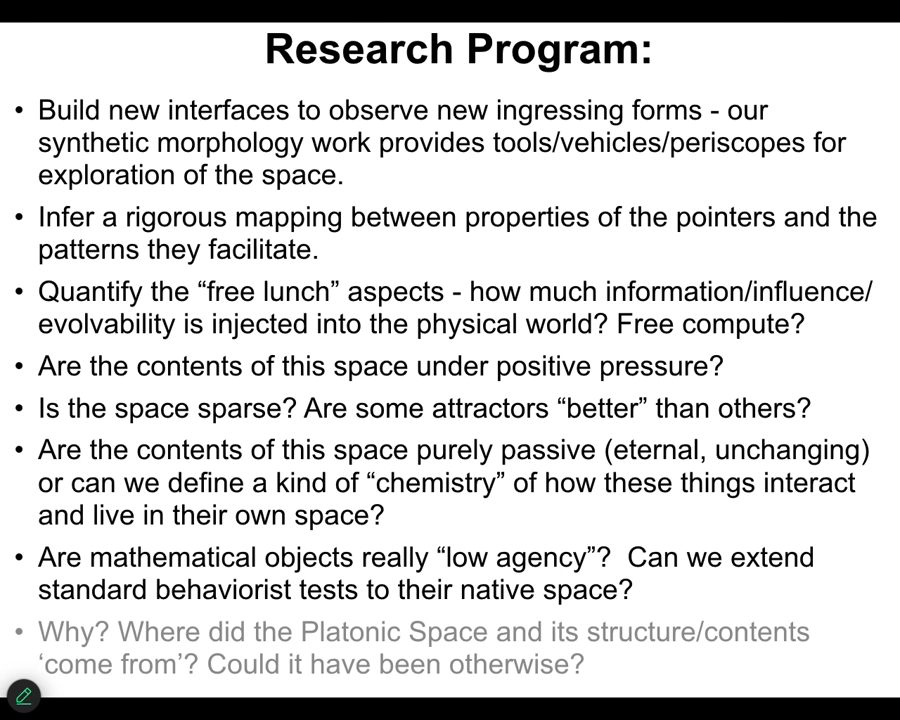 Research Program:
• Build new interfaces to observe new ingressing forms - our
synthetic morphology work provides tools/vehicles/periscopes for
exploration of the space.
• Infer a rigorous mapping between properties of the pointers and the
patterns they facilitate.
• Quantify the “free lunch” aspects - how much information/influence/
evolvability is injected into the physical world? Free compute?
• Are the contents of this space under positive pressure?
• Is the space sparse? Are some attractors “better” than others?
• Are the contents of this space purely passive (eternal, unchanging)
or can we define a kind of “chemistry” of how these things interact
and live in their own space?
• Are mathematical objects really “low agency”?  Can we extend
standard behaviorist tests to their native space?
• Why? Where did the Platonic Space and its structure/contents
‘come from’? Could it have been otherwise?